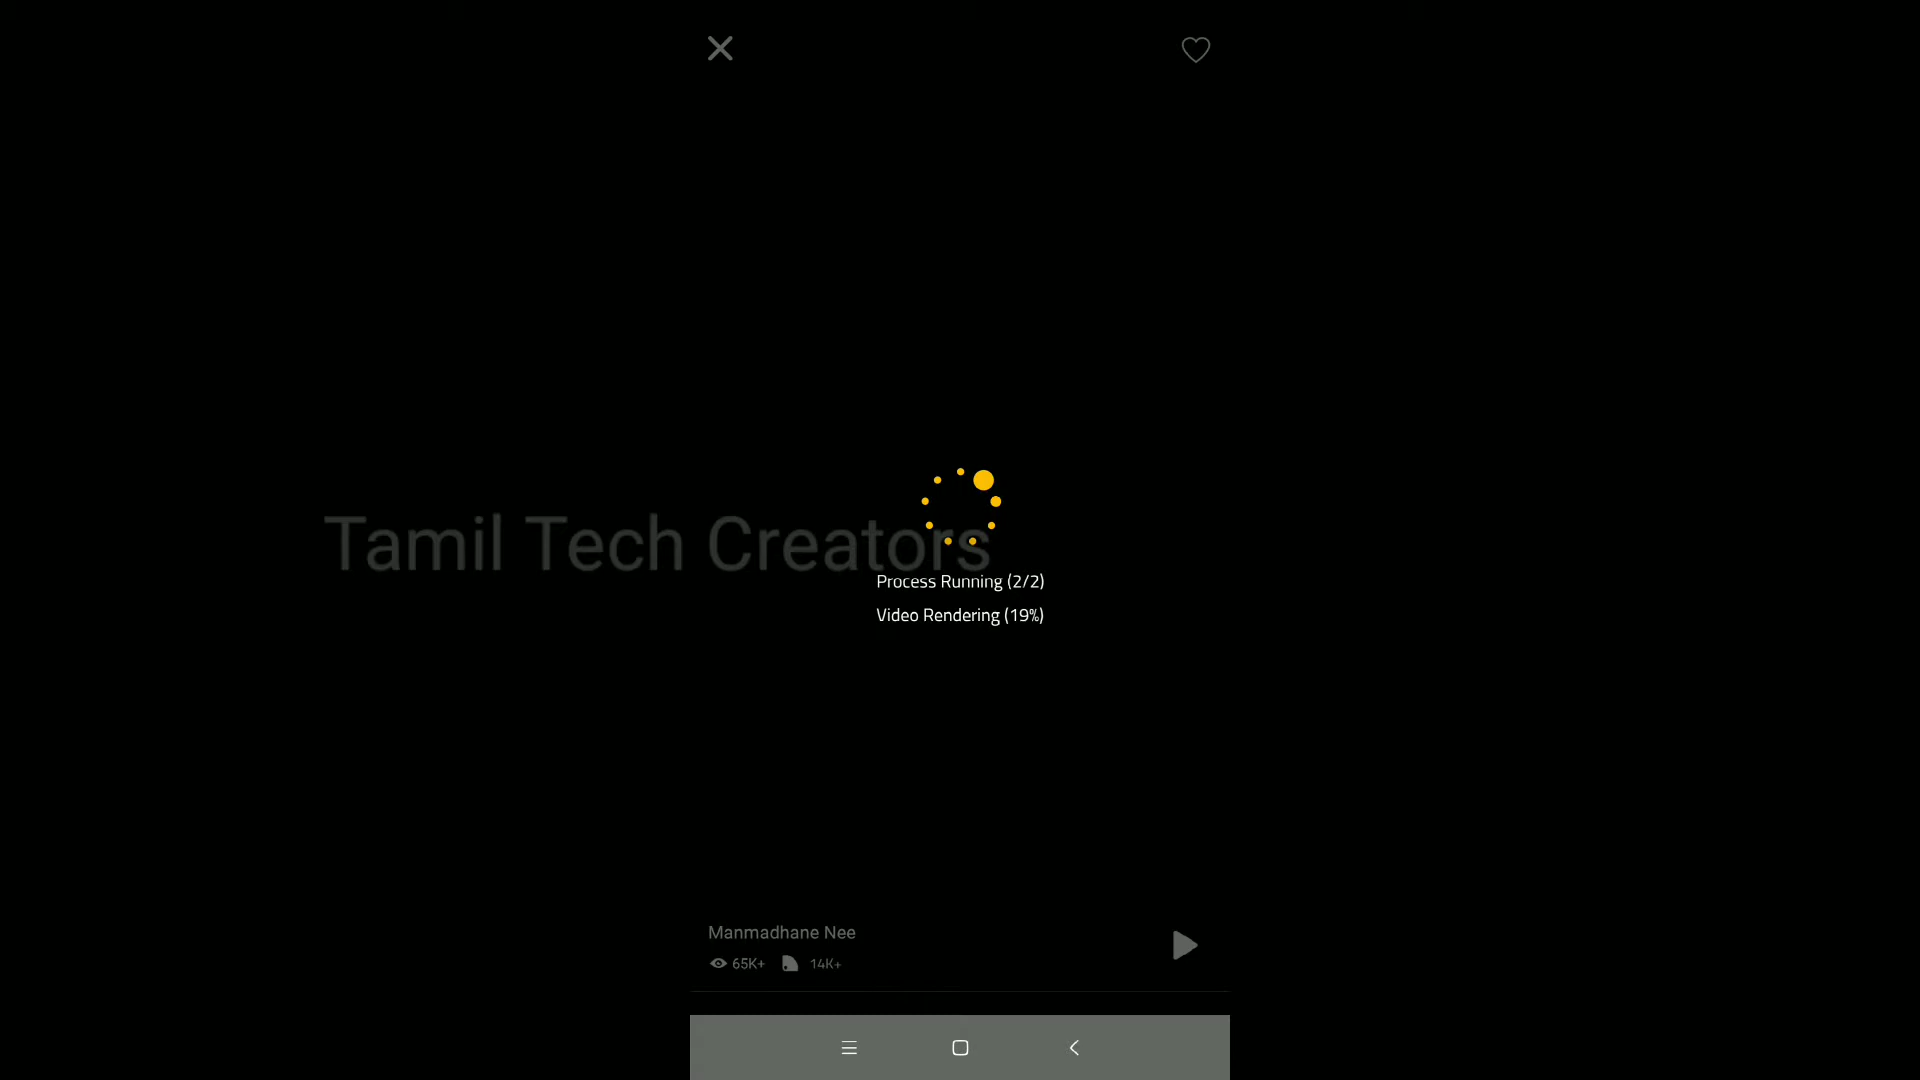 Tamil Tech Creators
Process Running (2/2)
Video Rendering (19%)
Manmadhane Nee
65K+ 14K+